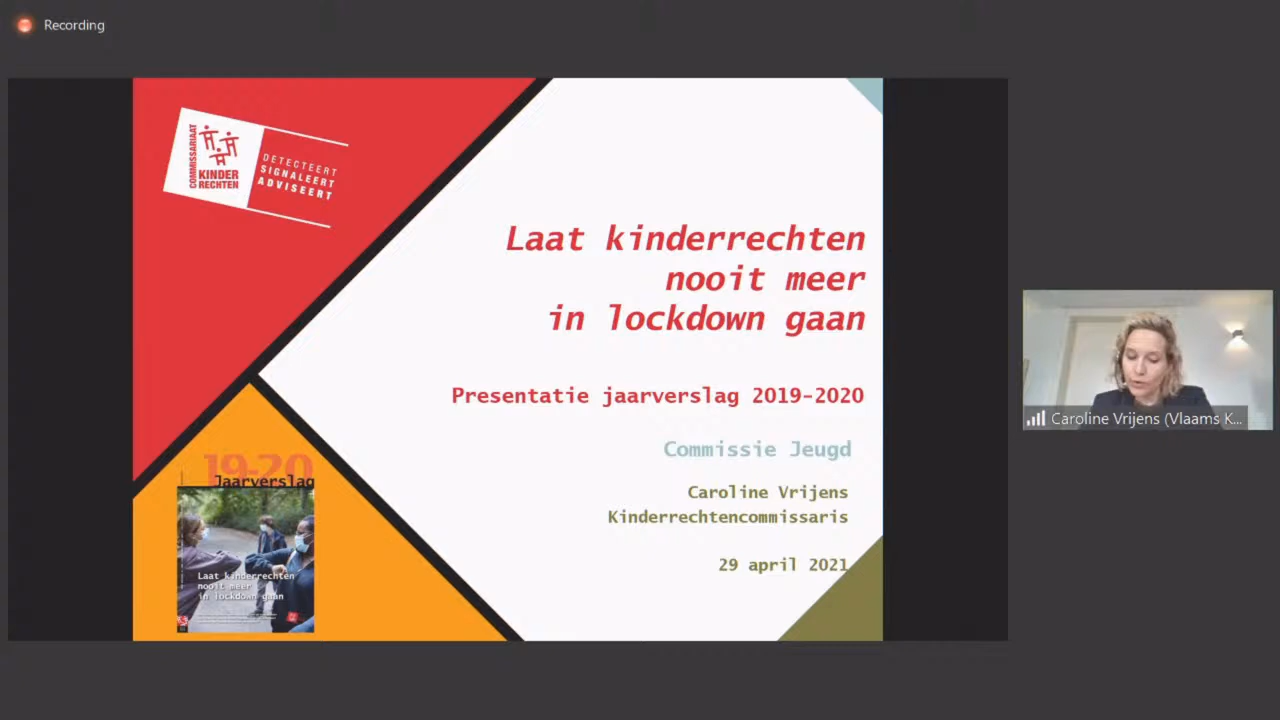 Recording
COMMISSARIAAT
KINDER
RECHTEN
DETECTEERT
SIGNALEERT
ADVISEERT
Laat kinderrechten
nooit meer
in lockdown gaan
Presentatie jaarverslag 2019-2020
Commissie Jeugd
Caroline Vrijens
Kinderrechtencommissaris
29 april 2021
19-20
Jaarverslag
Laat kinderrechten
nooit meer
in lockdown gaan
Caroline Vrijens (Vlaams K...